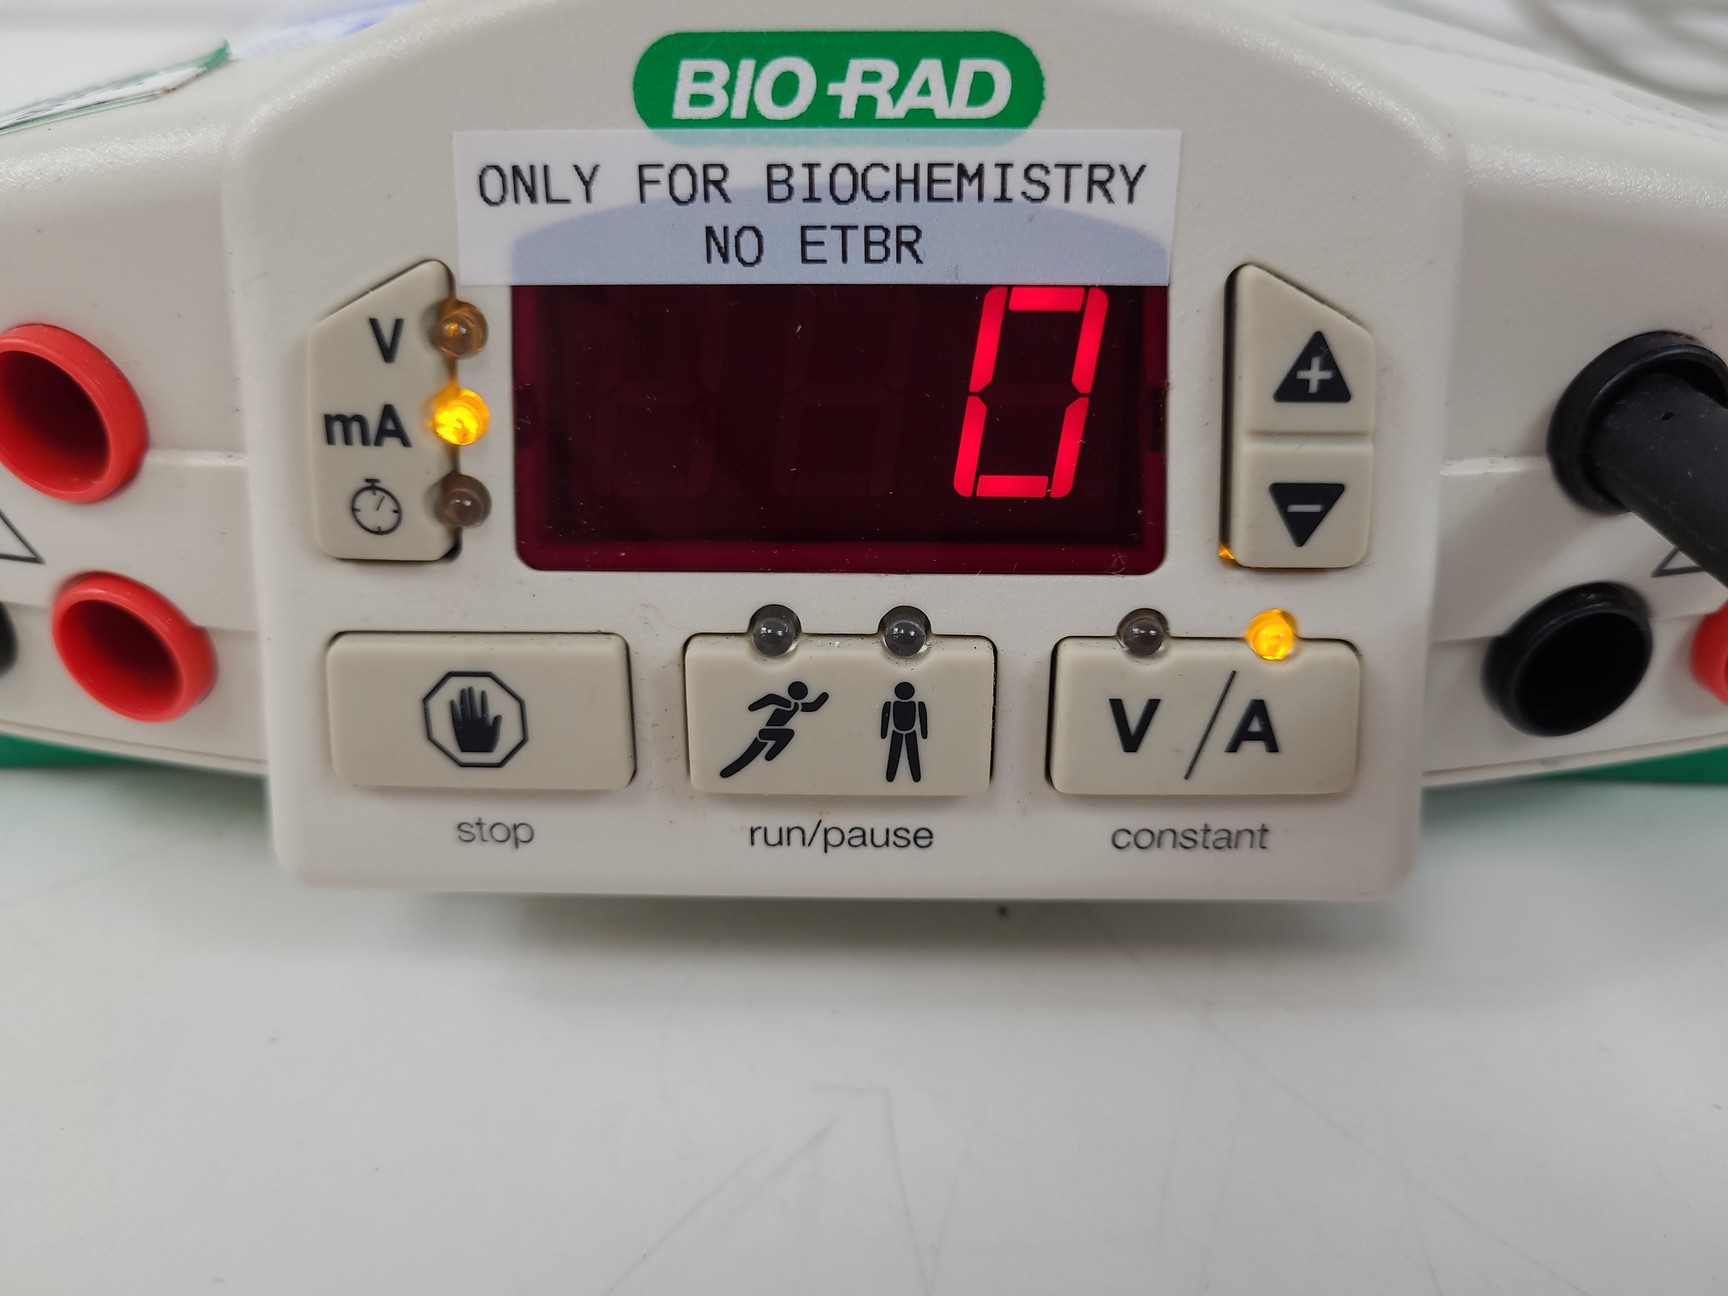 BIO-RAD
ONLY FOR BIOCHEMISTRY
NO ETBR
0
V
mA
+
−
V/A
stop
run/pause
constant